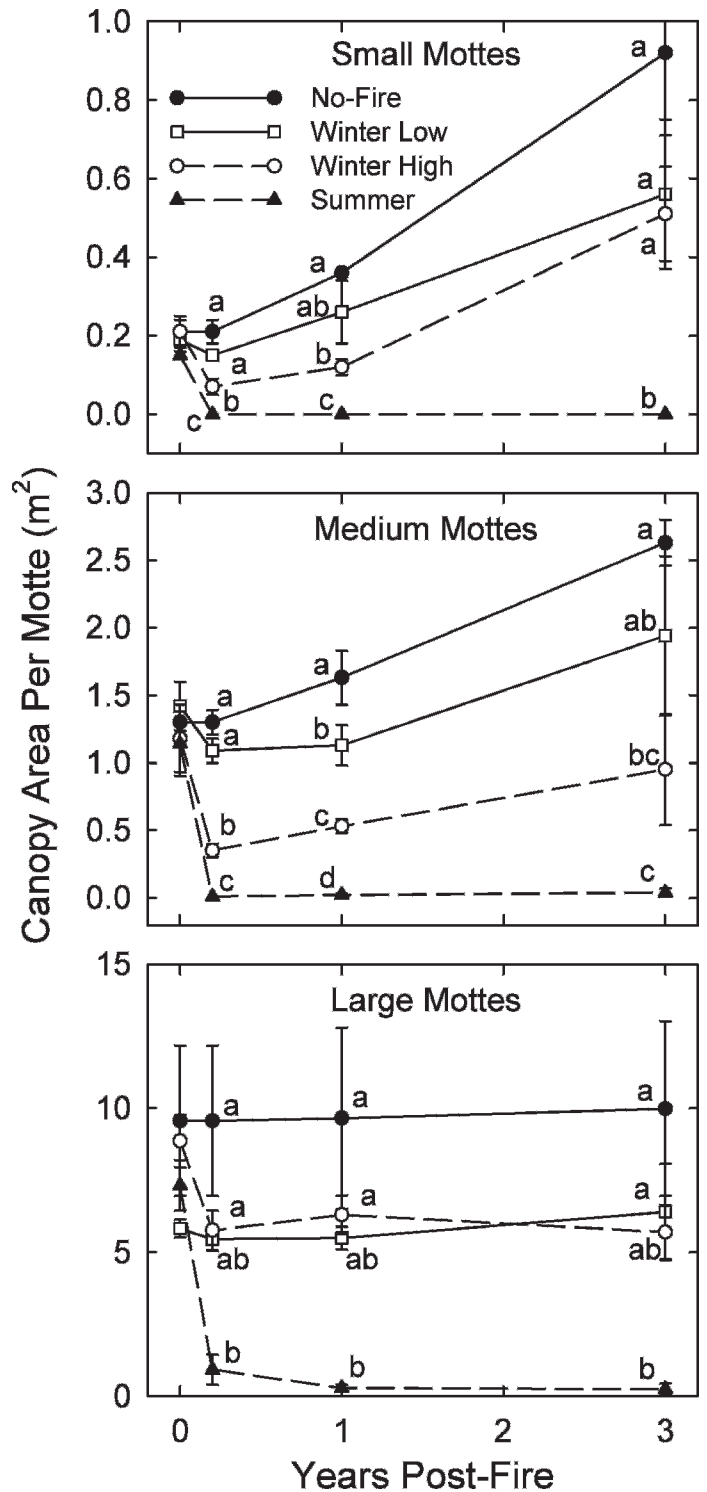 Canopy Area Per Motte (m²)
Small Mottes
No-Fire
Winter Low
Winter High
Summer
1.0
0.8
0.6
0.4
0.2
0.0
a
a
a
a
a
ab
a
b
a
b
c
c
b
Medium Mottes
3.0
2.5
2.0
1.5
1.0
0.5
0.0
a
ab
a
a
a
b
bc
b
c
c
d
c
Large Mottes
15
10
5
0
a
a
a
a
a
ab
ab
ab
b
b
b
0
1
2
3
Years Post-Fire